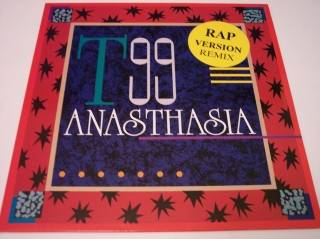 T99
RAP
VERSION
REMIX
ANASTHASIA